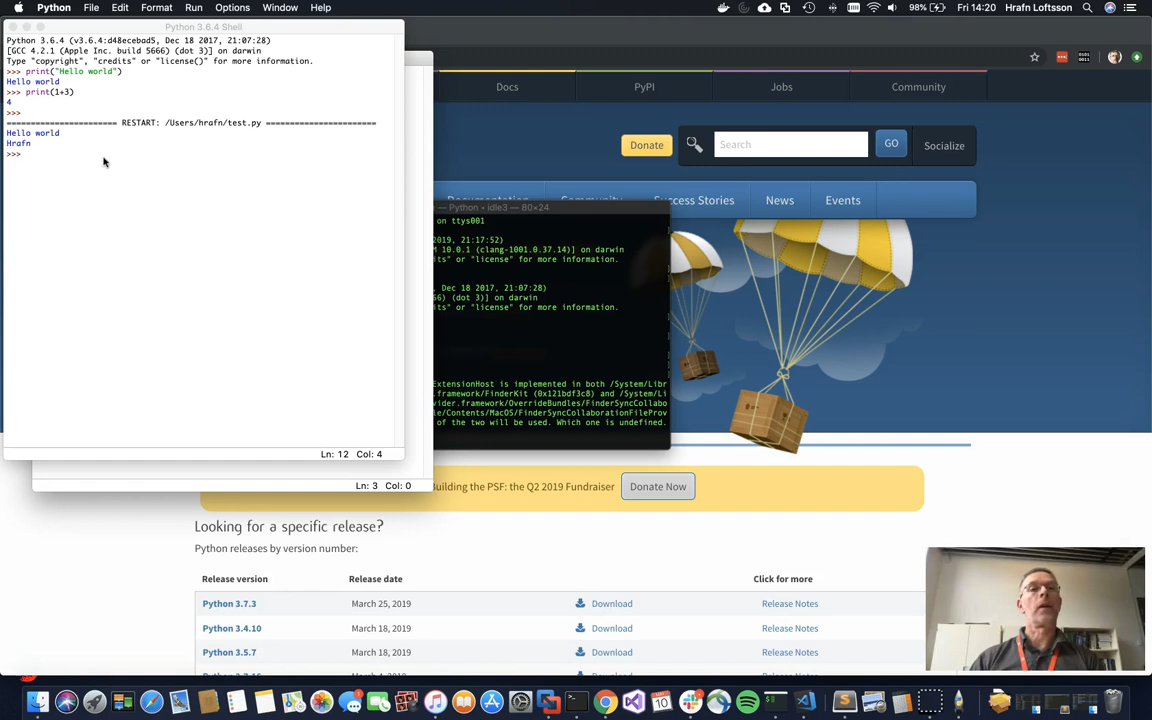 Python File Edit Format Run Options Window Help 98% Fri 14:20 Hrafn Loftsson
Python 3.6.4 Shell
Python 3.6.4 (v3.6.4:d48ecebad5, Dec 18 2017, 21:07:28)
[GCC 4.2.1 (Apple Inc. build 5666) (dot 3)] on darwin
Type "copyright", "credits" or "license()" for more information.
>>> print("Hello world")
Hello world
>>> print(1+3)
4
>>>
======================= RESTART: /Users/hrafn/test.py =======================
Hello world
Hrafn
>>>
Ln: 12 Col: 4
Ln: 3 Col: 0
Docs PyPI Jobs Community
Donate Search GO Socialize
Documentation Community Success Stories News Events
— Python • idle3 — 80×24
on ttys001
2019, 21:17:52)
M 10.0.1 (clang-1001.0.37.14)] on darwin
its" or "license" for more information.
, Dec 18 2017, 21:07:28)
66) (dot 3)] on darwin
its" or "license" for more information.
ExtensionHost is implemented in both /System/Libr
.framework/FinderKit (0x121bdf3c8) and /System/Li
vider.framework/OverrideBundles/FinderSyncCollabo
le/Contents/MacOS/FinderSyncCollaborationFileProv
of the two will be used. Which one is undefined.
Building the PSF: the Q2 2019 Fundraiser Donate Now
Looking for a specific release?
Python releases by version number:
Release version Release date Click for more
Python 3.7.3 March 25, 2019 Download Release Notes
Python 3.4.10 March 18, 2019 Download Release Notes
Python 3.5.7 March 18, 2019 Download Release Notes